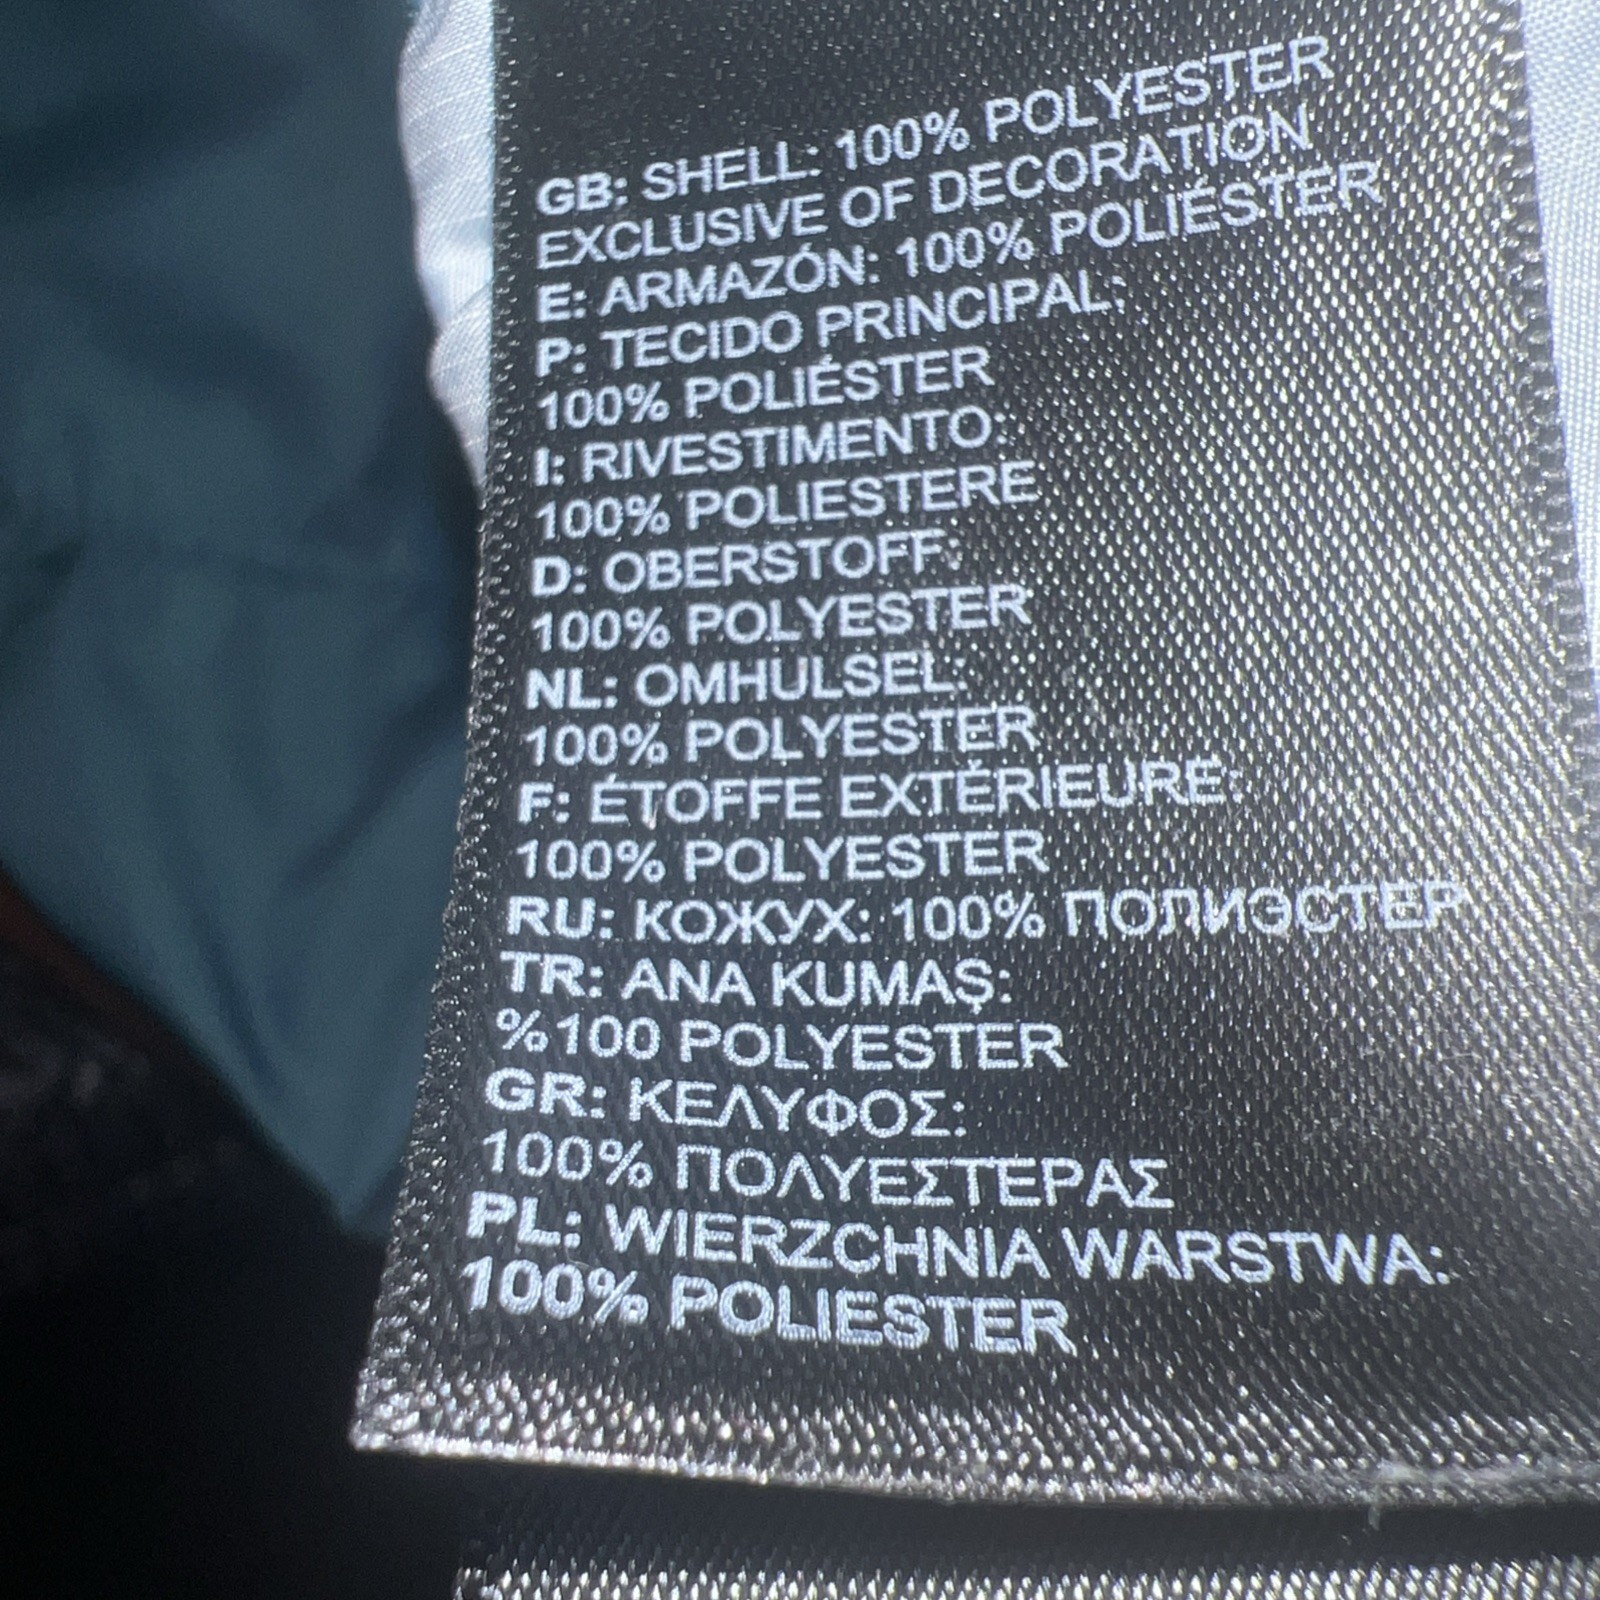 GB: SHELL: 100% POLYESTER
EXCLUSIVE OF DECORATION
E: ARMAZÓN: 100% POLIÉSTER
P: TECIDO PRINCIPAL:
100% POLIÉSTER
I: RIVESTIMENTO:
100% POLIESTERE
D: OBERSTOFF:
100% POLYESTER
NL: OMHULSEL:
100% POLYESTER
F: ÉTOFFE EXTÉRIEURE:
100% POLYESTER
RU: КОЖУХ: 100% ПОЛИЭСТЕР
TR: ANA KUMAŞ:
%100 POLYESTER
GR: ΚΕΛΥΦΟΣ:
100% ΠΟΛΥΕΣΤΕΡΑΣ
PL: WIERZCHNIA WARSTWA:
100% POLIESTER